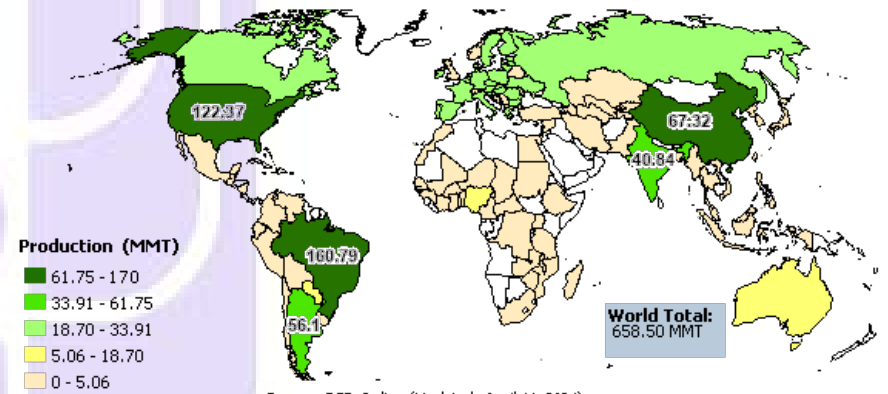 122.37
67.32
40.84
160.79
56.1
Production (MMT)
61.75 - 170
33.91 - 61.75
18.70 - 33.91
5.06 - 18.70
0 - 5.06
World Total:
658.50 MMT